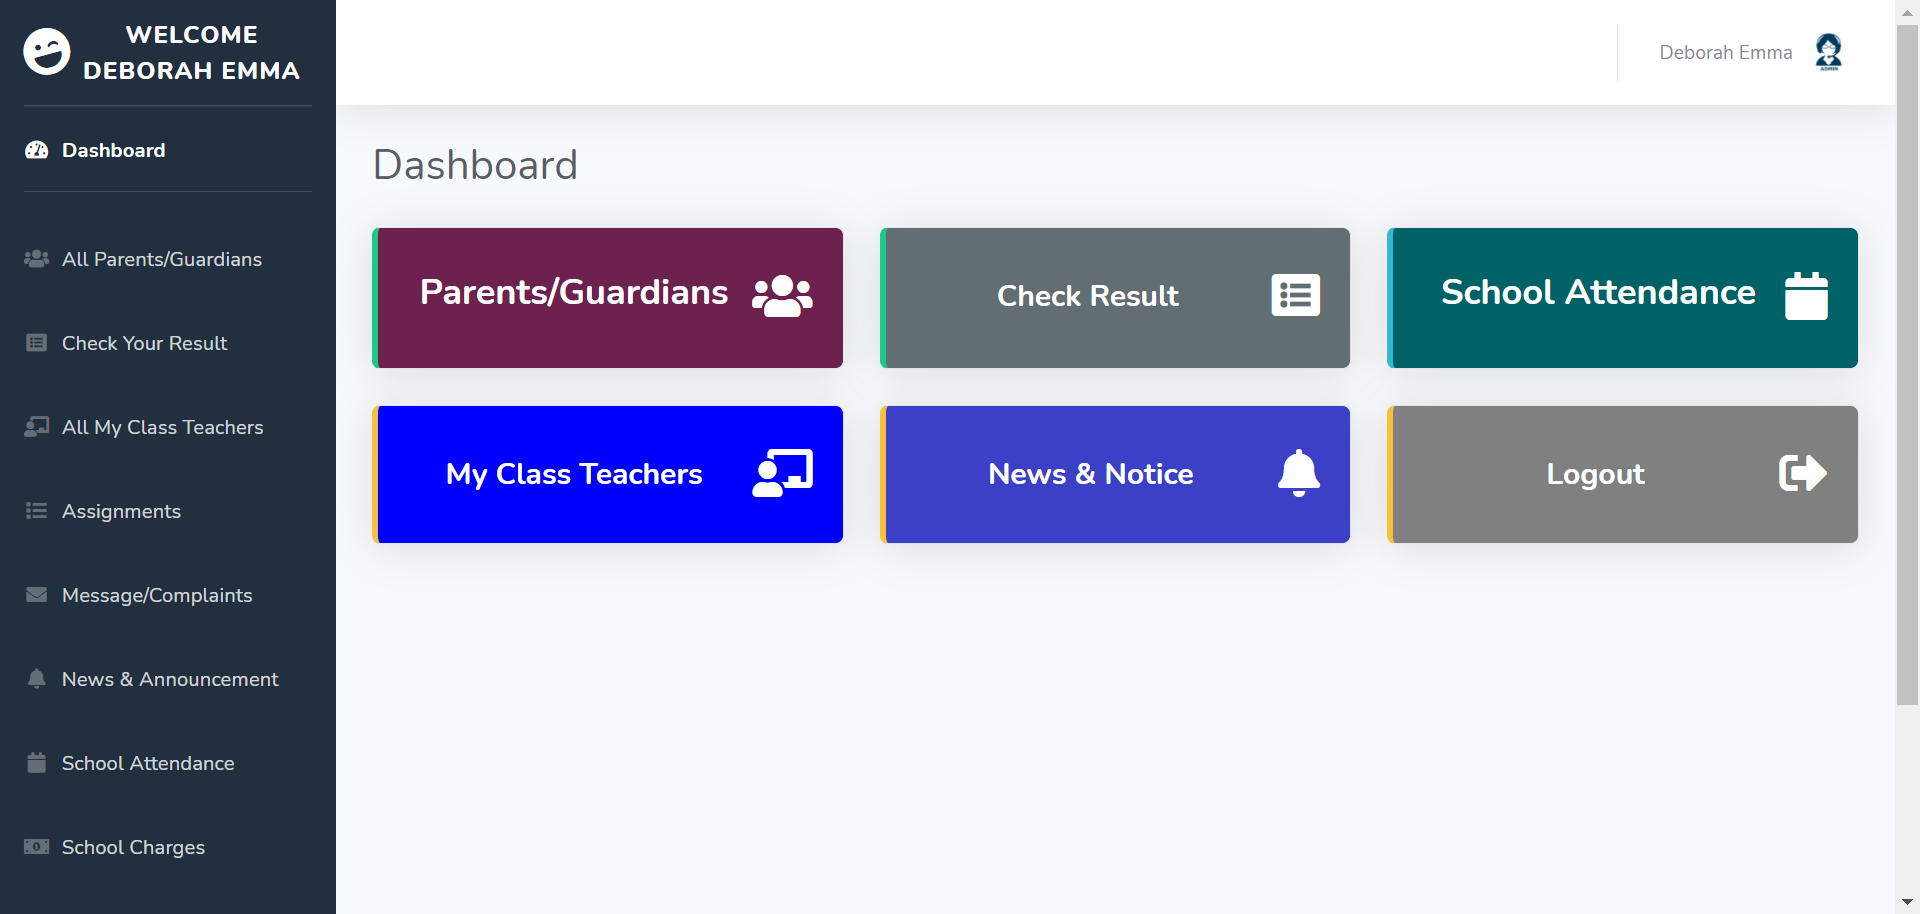 WELCOME
DEBORAH EMMA
Dashboard
All Parents/Guardians
Check Your Result
All My Class Teachers
Assignments
Message/Complaints
News & Announcement
School Attendance
School Charges
Deborah Emma
ADMIN
Dashboard
Parents/Guardians
Check Result
School Attendance
My Class Teachers
News & Notice
Logout